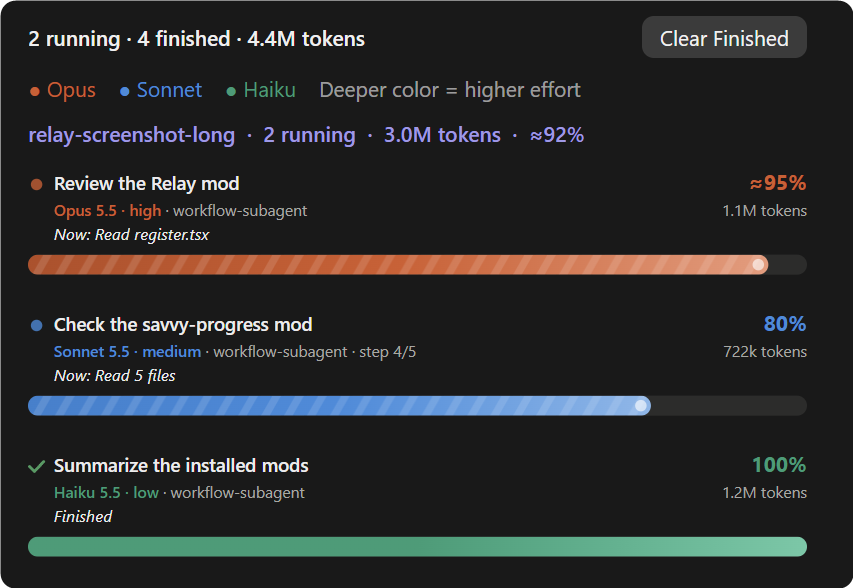 2 running · 4 finished · 4.4M tokens
Clear Finished
Opus Sonnet Haiku Deeper color = higher effort
relay-screenshot-long · 2 running · 3.0M tokens · ≈92%
Review the Relay mod ≈95%
Opus 5.5 · high · workflow-subagent 1.1M tokens
Now: Read register.tsx
Check the savvy-progress mod 80%
Sonnet 5.5 · medium · workflow-subagent · step 4/5 722k tokens
Now: Read 5 files
Summarize the installed mods 100%
Haiku 5.5 · low · workflow-subagent 1.2M tokens
Finished